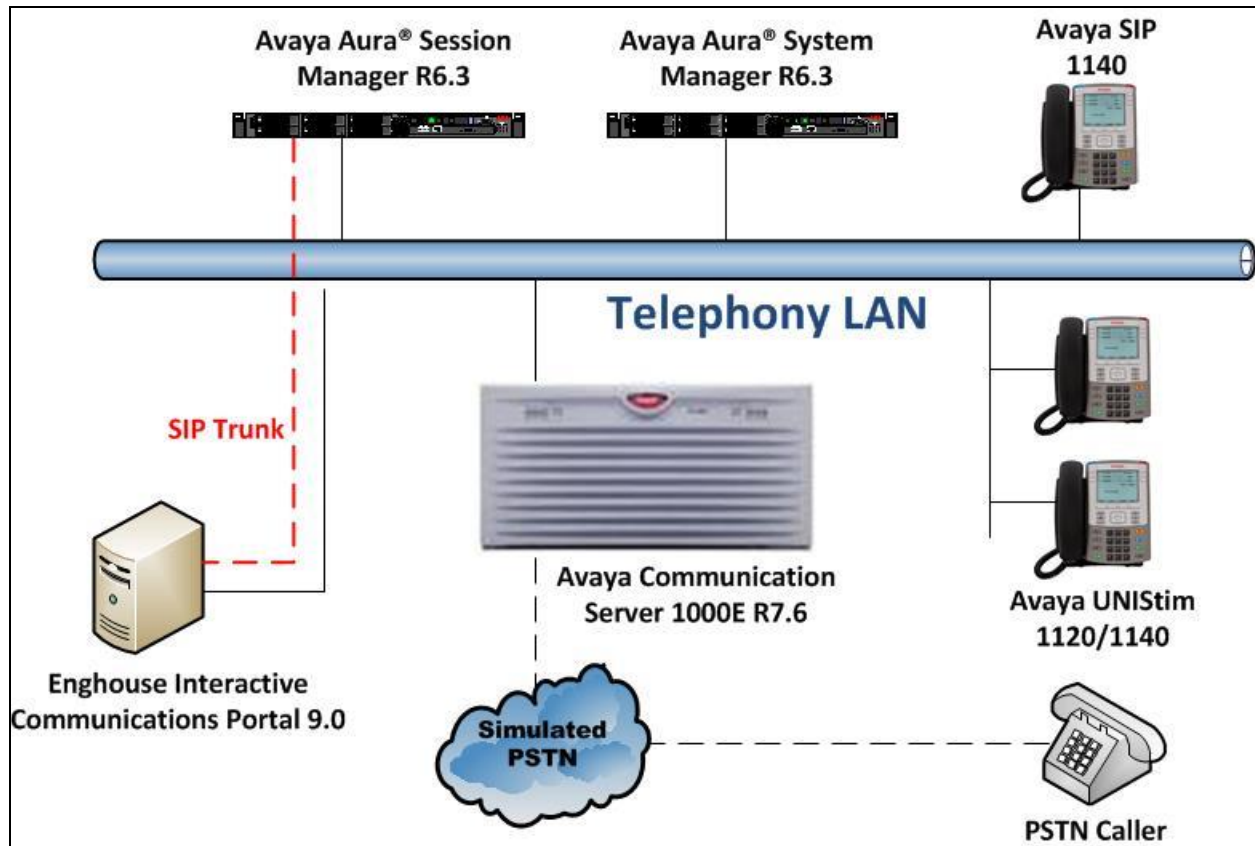 Avaya Aura® Session
Manager R6.3
Avaya Aura® System
Manager R6.3
Avaya SIP
1140
Telephony LAN
SIP Trunk
Avaya Communication
Server 1000E R7.6
Avaya UNIStim
1120/1140
Enghouse Interactive
Communications Portal 9.0
Simulated
PSTN
PSTN Caller